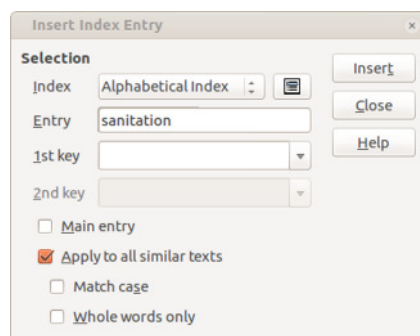 Insert Index Entry
Selection
Index Alphabetical Index
Entry sanitation
1st key
2nd key
Main entry
Apply to all similar texts
Match case
Whole words only
Insert
Close
Help